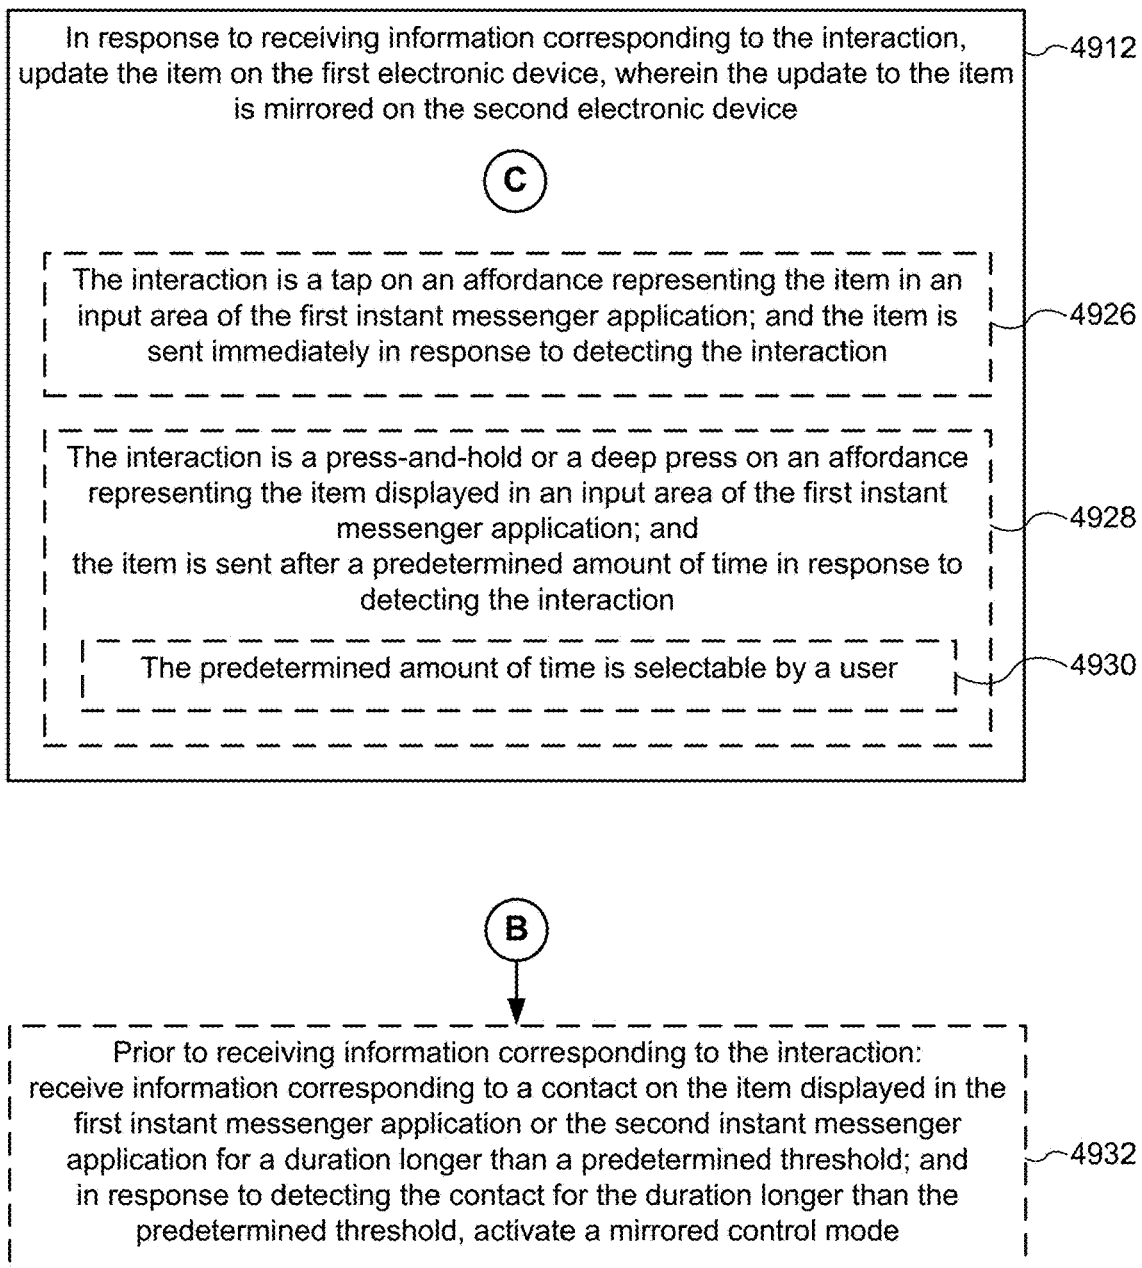 In response to receiving information corresponding to the interaction,
update the item on the first electronic device, wherein the update to the item
is mirrored on the second electronic device
4912
C
The interaction is a tap on an affordance representing the item in an
input area of the first instant messenger application; and the item is
sent immediately in response to detecting the interaction
4926
The interaction is a press-and-hold or a deep press on an affordance
representing the item displayed in an input area of the first instant
messenger application; and
the item is sent after a predetermined amount of time in response to
detecting the interaction
4928
The predetermined amount of time is selectable by a user
4930
B
Prior to receiving information corresponding to the interaction:
receive information corresponding to a contact on the item displayed in the
first instant messenger application or the second instant messenger
application for a duration longer than a predetermined threshold; and
in response to detecting the contact for the duration longer than the
predetermined threshold, activate a mirrored control mode
4932